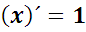 (x)´ = 1